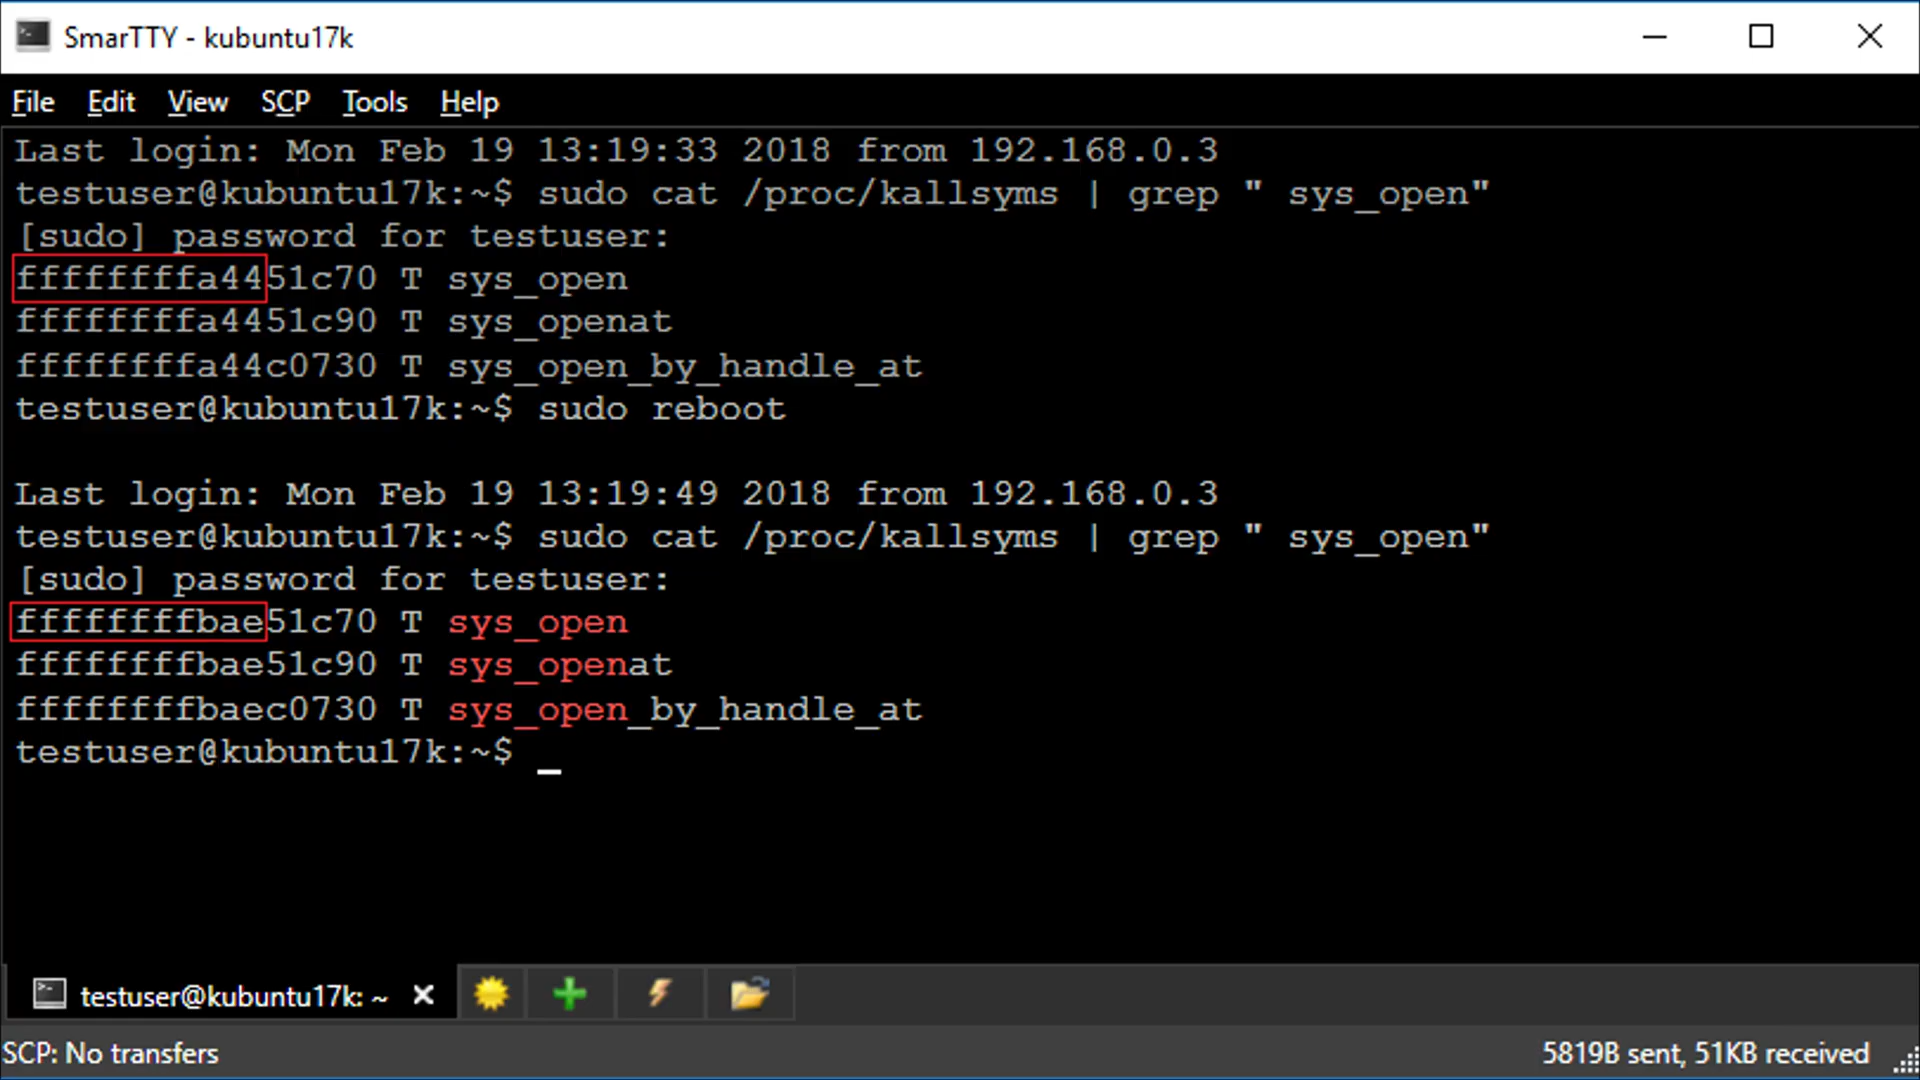 SmarTTY - kubuntu17k
File Edit View SCP Tools Help
Last login: Mon Feb 19 13:19:33 2018 from 192.168.0.3
testuser@kubuntu17k:~$ sudo cat /proc/kallsyms | grep " sys_open"
[sudo] password for testuser:
ffffffffa4451c70 T sys_open
ffffffffa4451c90 T sys_openat
ffffffffa44c0730 T sys_open_by_handle_at
testuser@kubuntu17k:~$ sudo reboot
Last login: Mon Feb 19 13:19:49 2018 from 192.168.0.3
testuser@kubuntu17k:~$ sudo cat /proc/kallsyms | grep " sys_open"
[sudo] password for testuser:
ffffffffbae51c70 T sys_open
ffffffffbae51c90 T sys_openat
ffffffffbaec0730 T sys_open_by_handle_at
testuser@kubuntu17k:~$ _
testuser@kubuntu17k: ~
SCP: No transfers 5819B sent, 51KB received